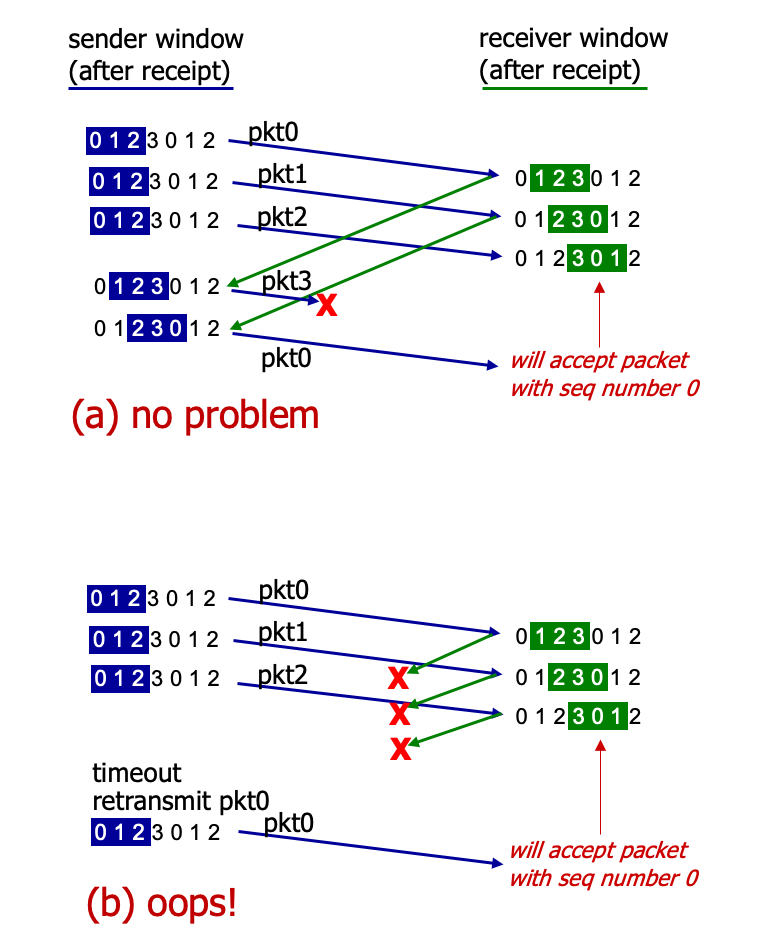 sender window
(after receipt)
receiver window
(after receipt)
0 1 2 3 0 1 2
pkt0
0 1 2 3 0 1 2
pkt1
0 1 2 3 0 1 2
pkt2
0 1 2 3 0 1 2
0 1 2 3 0 1 2
0 1 2 3 0 1 2
0 1 2 3 0 1 2
pkt3
X
0 1 2 3 0 1 2
pkt0
will accept packet
with seq number 0
(a) no problem
0 1 2 3 0 1 2
pkt0
0 1 2 3 0 1 2
pkt1
0 1 2 3 0 1 2
pkt2
0 1 2 3 0 1 2
0 1 2 3 0 1 2
0 1 2 3 0 1 2
X
X
X
timeout
retransmit pkt0
0 1 2 3 0 1 2
pkt0
will accept packet
with seq number 0
(b) oops!